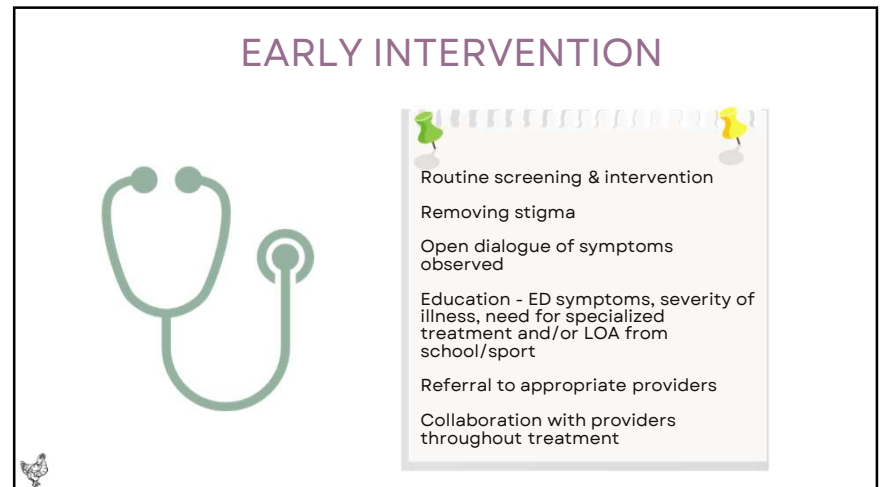 EARLY INTERVENTION
Routine screening & intervention
Removing stigma
Open dialogue of symptoms
observed
Education - ED symptoms, severity of
illness, need for specialized
treatment and/or LOA from
school/sport
Referral to appropriate providers
Collaboration with providers
throughout treatment